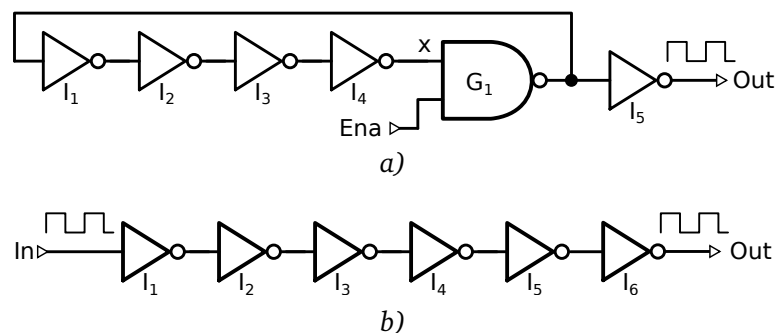 x
G1 Out
I1 I2 I3 I4 I5
Ena
a)
In Out
I1 I2 I3 I4 I5 I6
b)